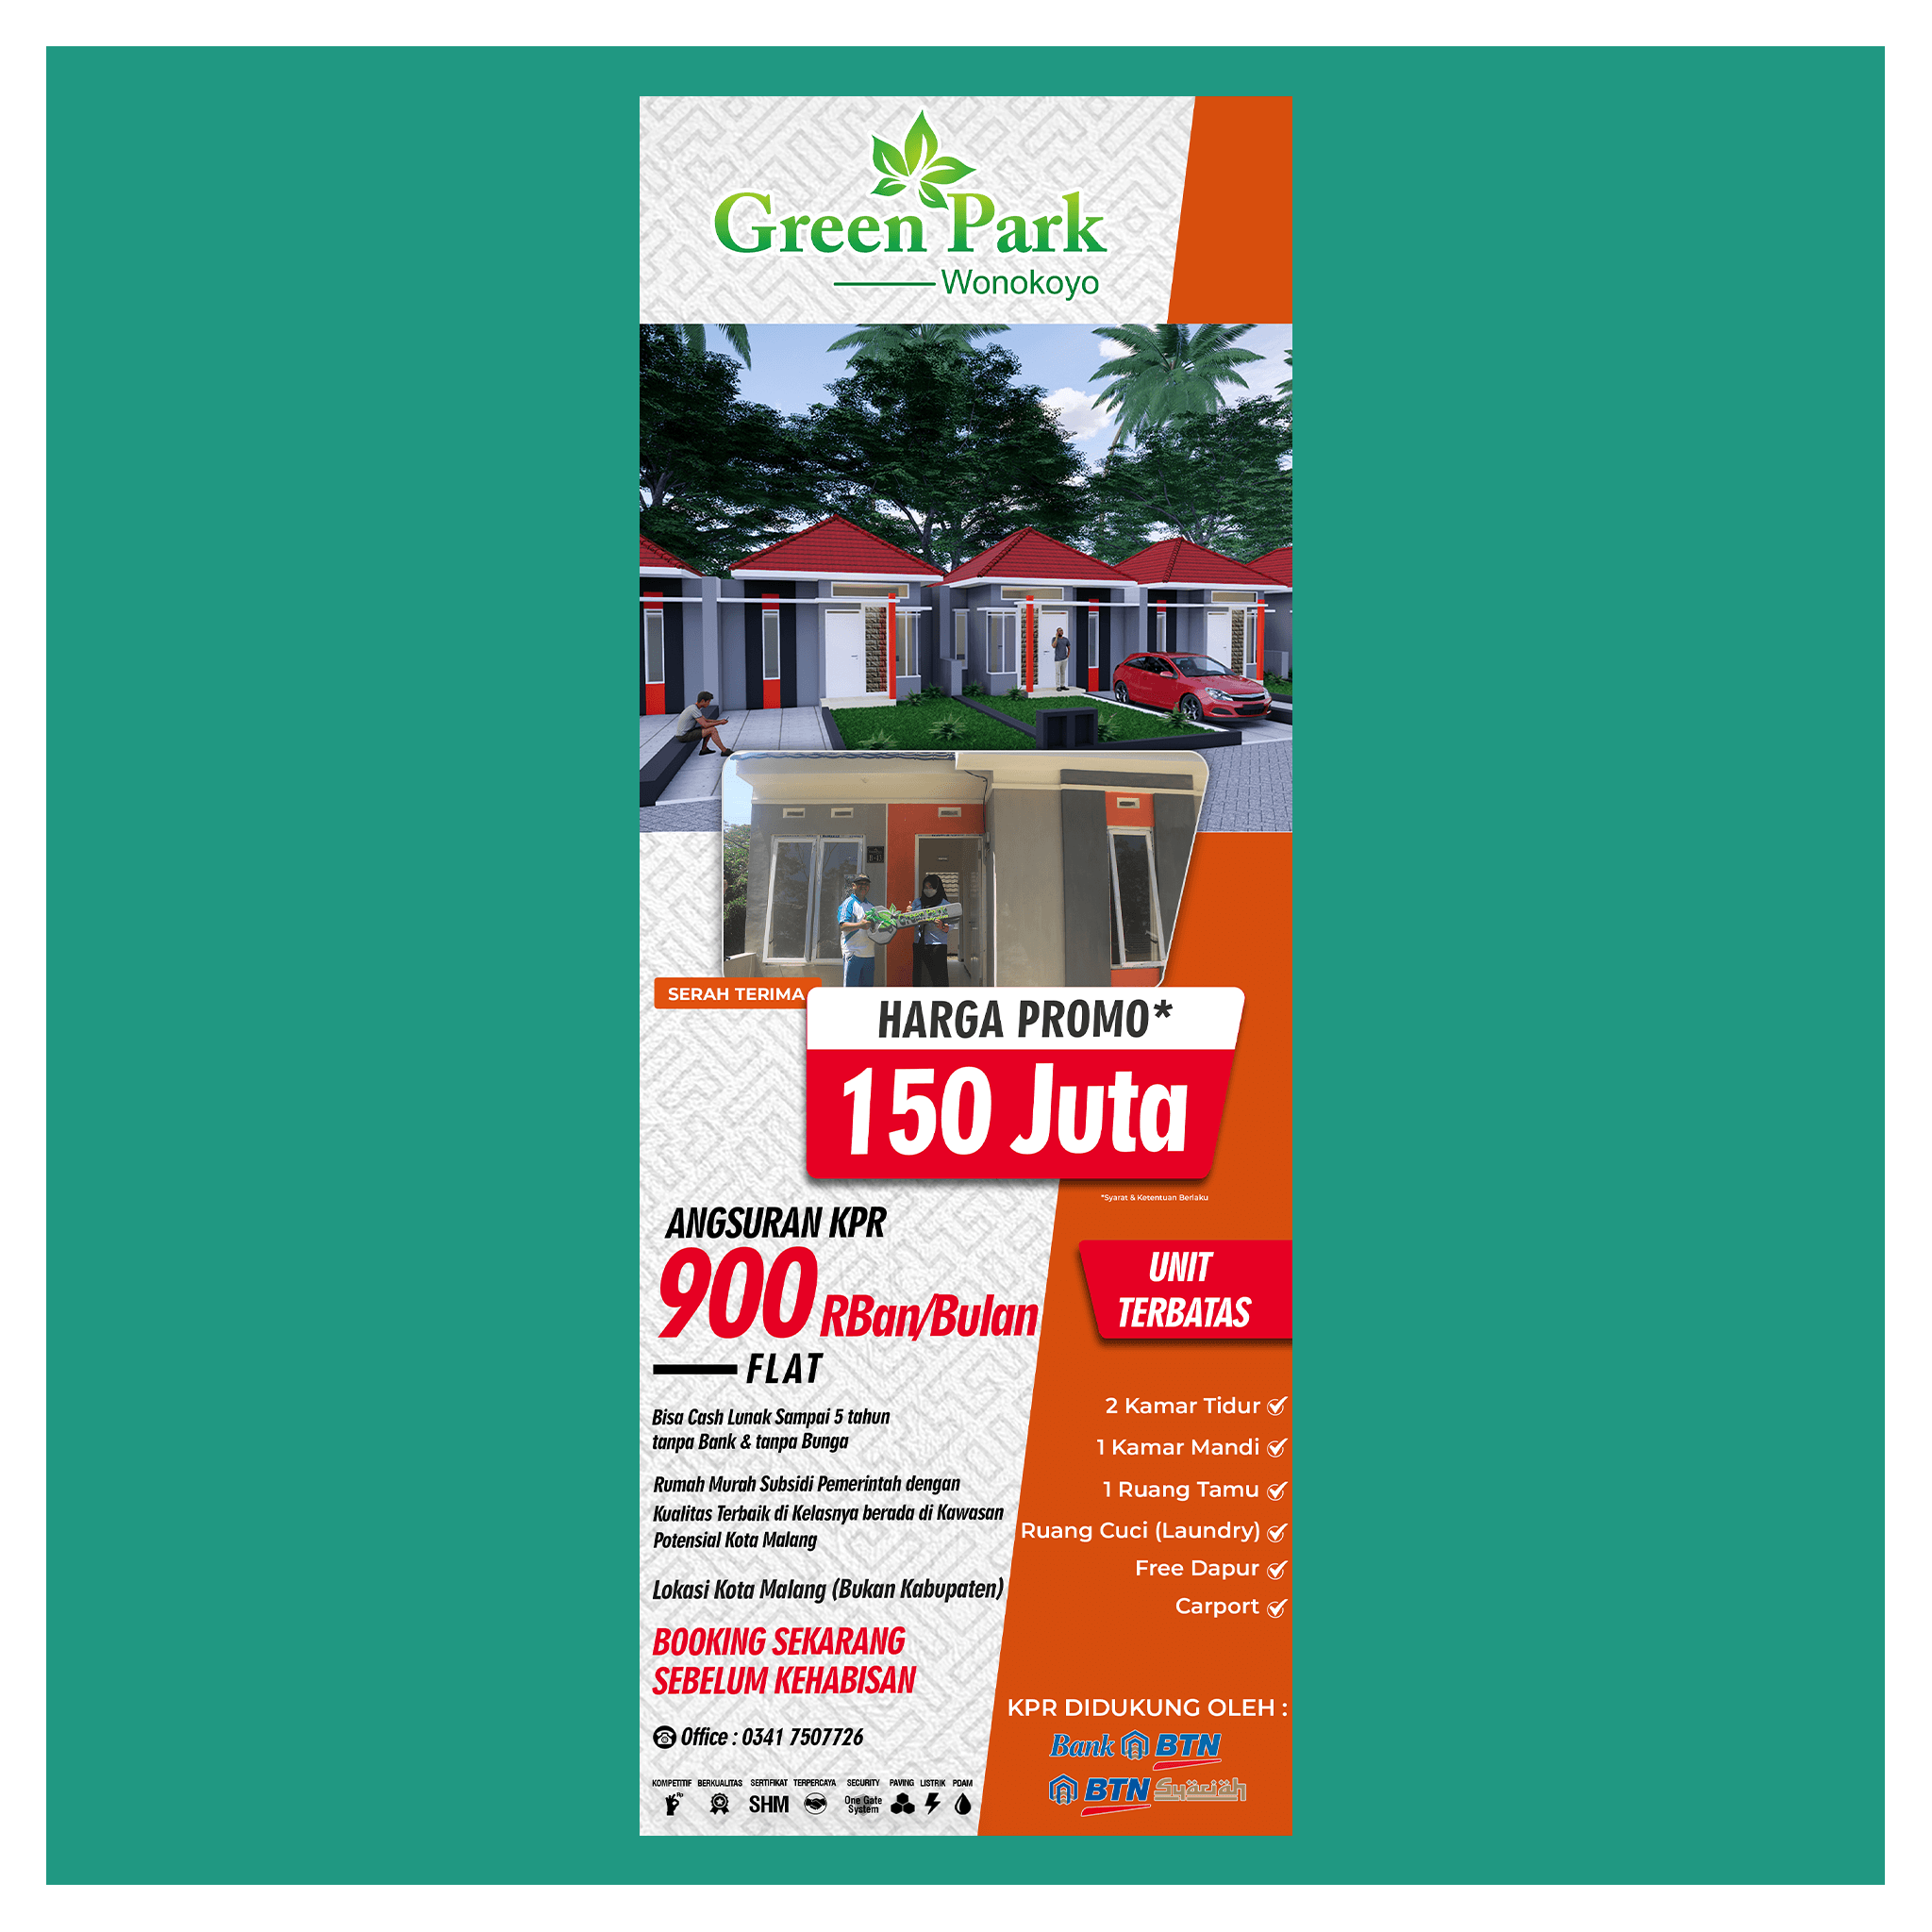 Green Park
Wonokoyo
SERAH TERIMA
HARGA PROMO*
150 Juta
*Syarat & Ketentuan Berlaku
ANGSURAN KPR
900 RBan/Bulan
FLAT
Bisa Cash Lunak Sampai 5 tahun
tanpa Bank & tanpa Bunga
Rumah Murah Subsidi Pemerintah dengan
Kualitas Terbaik di Kelasnya berada di Kawasan
Potensial Kota Malang
Lokasi Kota Malang (Bukan Kabupaten)
BOOKING SEKARANG
SEBELUM KEHABISAN
Office : 0341 7507726
KOMPETITIF BERKUALITAS SERTIFIKAT TERPERCAYA SECURITY PAVING LISTRIK PDAM
Rp
SHM
One Gate
System
UNIT
TERBATAS
2 Kamar Tidur
1 Kamar Mandi
1 Ruang Tamu
Ruang Cuci (Laundry)
Free Dapur
Carport
KPR DIDUKUNG OLEH :
Bank BTN
BTN Syariah